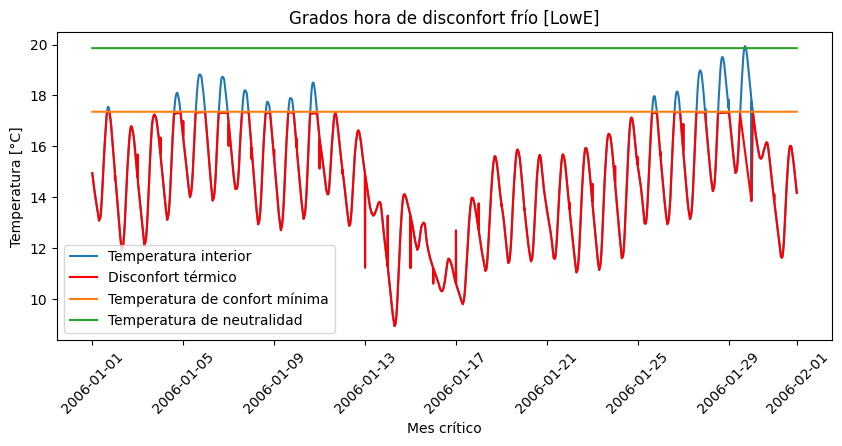 Grados hora de disconfort frío [LowE]
Temperatura [°C]
20
18
16
14
12
10
Temperatura interior
Disconfort térmico
Temperatura de confort mínima
Temperatura de neutralidad
2006-01-01
2006-01-05
2006-01-09
2006-01-13
2006-01-17
2006-01-21
2006-01-25
2006-01-29
2006-02-01
Mes crítico